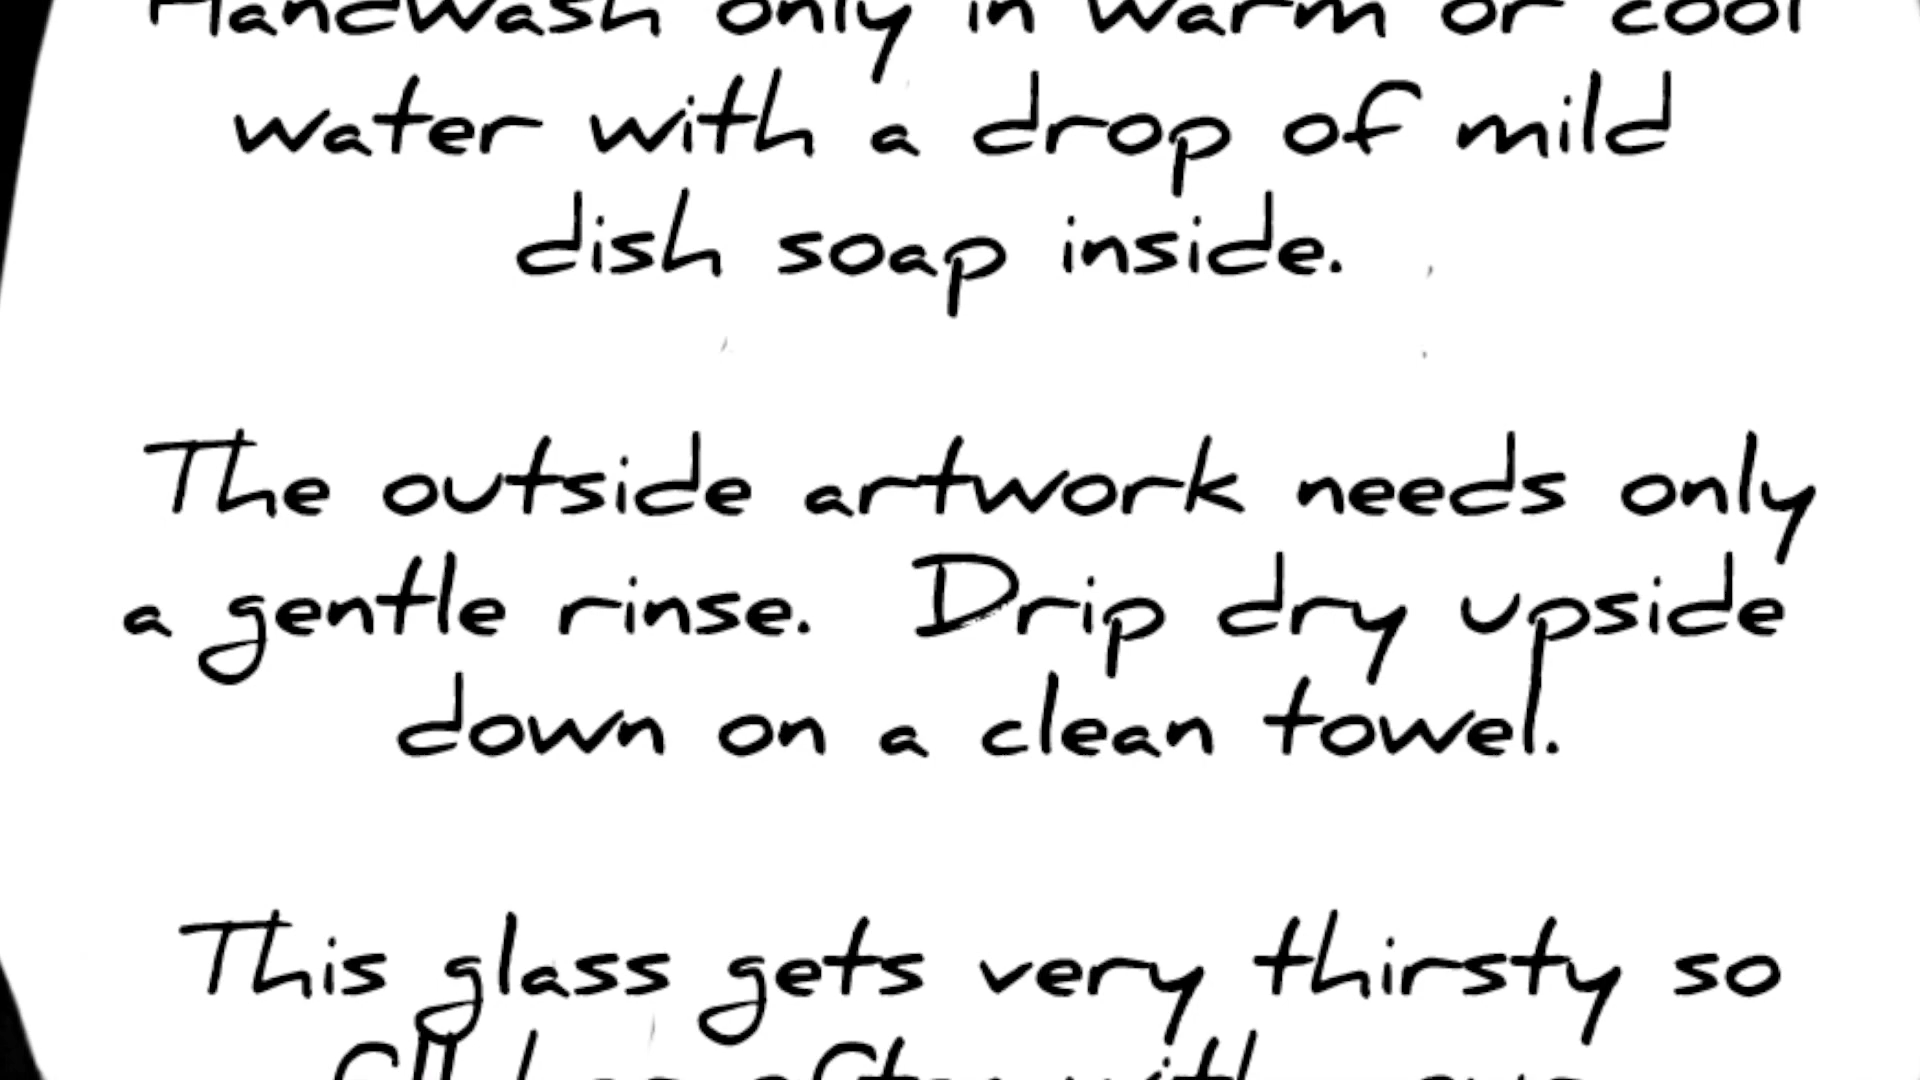 Handwash only in warm or cool
water with a drop of mild
dish soap inside.
The outside artwork needs only
a gentle rinse. Drip dry upside
down on a clean towel.
This glass gets very thirsty so